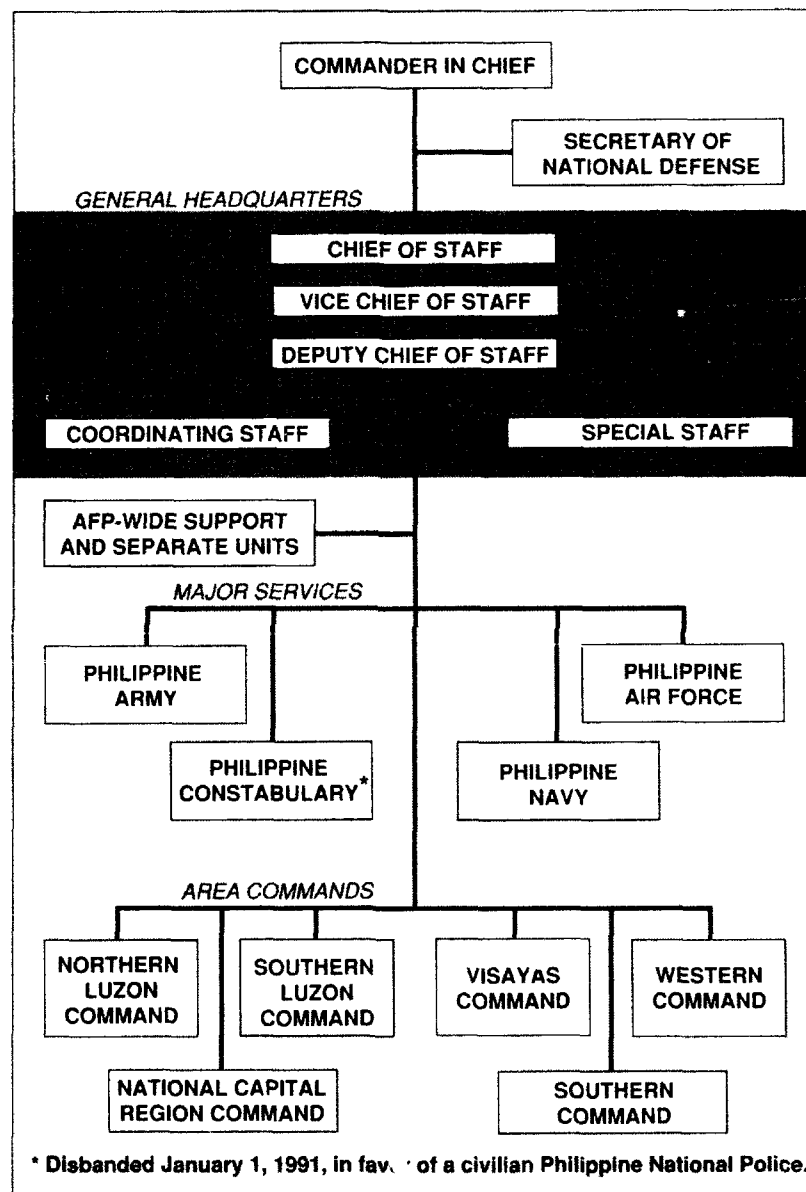 COMMANDER IN CHIEF
SECRETARY OF
NATIONAL DEFENSE
GENERAL HEADQUARTERS
CHIEF OF STAFF
VICE CHIEF OF STAFF
DEPUTY CHIEF OF STAFF
COORDINATING STAFF
SPECIAL STAFF
AFP-WIDE SUPPORT
AND SEPARATE UNITS
MAJOR SERVICES
PHILIPPINE
ARMY
PHILIPPINE
CONSTABULARY*
PHILIPPINE
NAVY
PHILIPPINE
AIR FORCE
AREA COMMANDS
NORTHERN
LUZON
COMMAND
NATIONAL CAPITAL
REGION COMMAND
SOUTHERN
LUZON
COMMAND
VISAYAS
COMMAND
SOUTHERN
COMMAND
WESTERN
COMMAND
* Disbanded January 1, 1991, in of a civilian Philippine National Police.